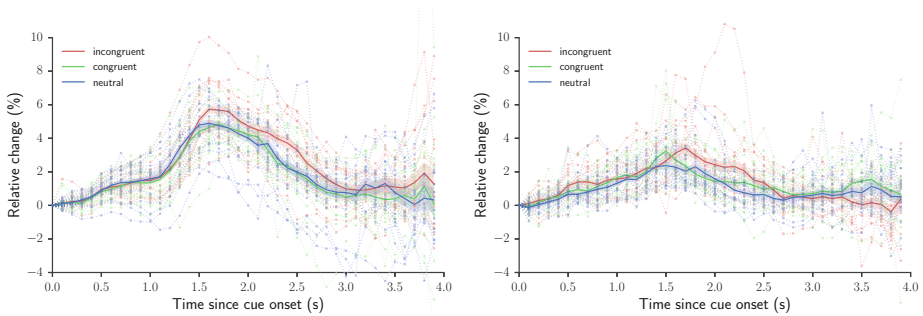 10
8
6
4
2
0
−2
−4
Relative change (%)
incongruent
congruent
neutral
0.0 0.5 1.0 1.5 2.0 2.5 3.0 3.5 4.0
Time since cue onset (s)
10
8
6
4
2
0
−2
−4
Relative change (%)
incongruent
congruent
neutral
0.0 0.5 1.0 1.5 2.0 2.5 3.0 3.5 4.0
Time since cue onset (s)